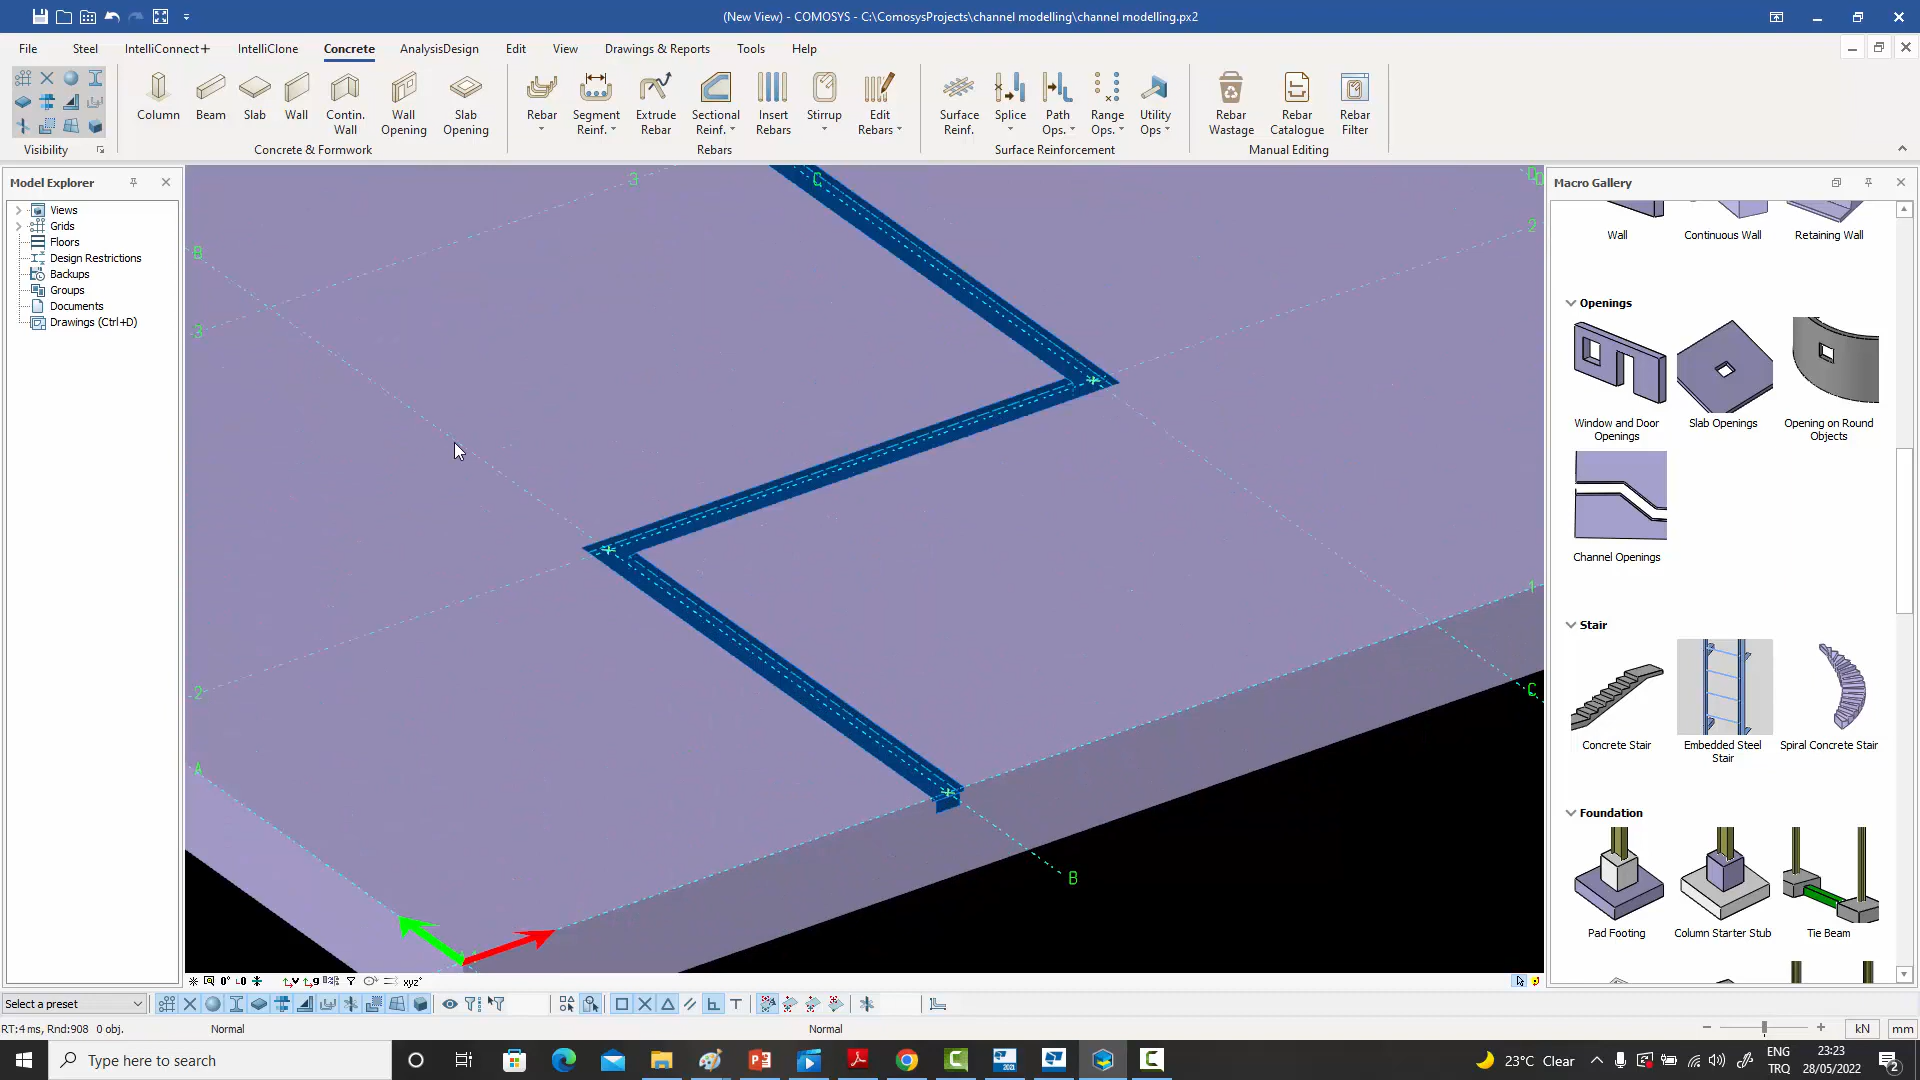 (New View) - COMOSYS - C:\ComosysProjects\channel modelling\channel modelling.px2
File Steel IntelliConnect+ IntelliClone Concrete AnalysisDesign Edit View Drawings & Reports Tools Help
Column Beam Slab Wall Contin. Wall Wall Opening Slab Opening
Rebar Segment Reinf. Extrude Rebar Sectional Reinf. Insert Rebars Stirrup Edit Rebars
Surface Reinf. Splice Path Ops. Range Ops. Utility Ops
Rebar Wastage Rebar Catalogue Rebar Filter
Visibility Concrete & Formwork Rebars Surface Reinforcement Manual Editing
Model Explorer
Views
Grids
Floors
Design Restrictions
Backups
Groups
Documents
Drawings (Ctrl+D)
3 C D
2
B
3
1
2
C
A
B
Macro Gallery
Wall Continuous Wall Retaining Wall
Openings
Window and Door Openings Slab Openings Opening on Round Objects
Channel Openings
Stair
Concrete Stair Embedded Steel Stair Spiral Concrete Stair
Foundation
Pad Footing Column Starter Stub Tie Beam
xyz
Select a preset
RT:4 ms, Rnd:908 0 obj. Normal Normal kN mm
Type here to search
23°C Clear
ENG
TRQ
23:23
28/05/2022
2